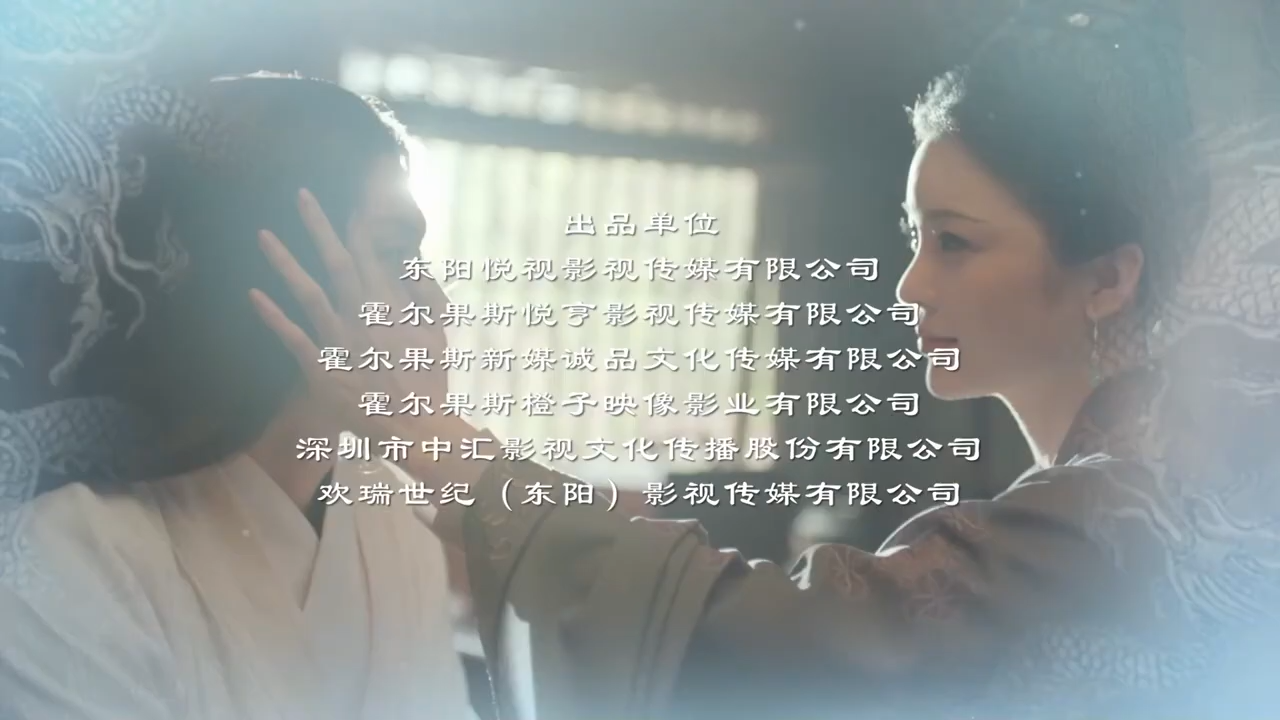 出品单位
东阳悦视影视传媒有限公司
霍尔果斯悦亨影视传媒有限公司
霍尔果斯新媒诚品文化传媒有限公司
霍尔果斯橙子映像影业有限公司
深圳市中汇影视文化传播股份有限公司
欢瑞世纪（东阳）影视传媒有限公司